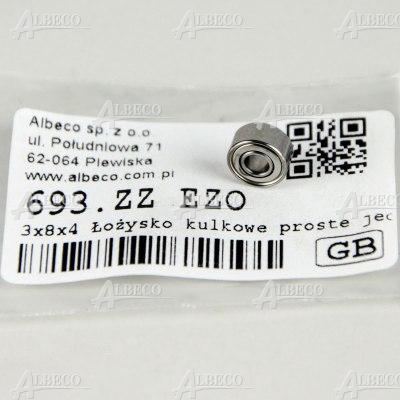 Albeco sp. z o.o.
ul. Południowa 71
62-064 Plewiska
www.albeco.com.pl
693.ZZ EZO
3x8x4 Łożysko kulkowe proste jed
GB
ALBECO